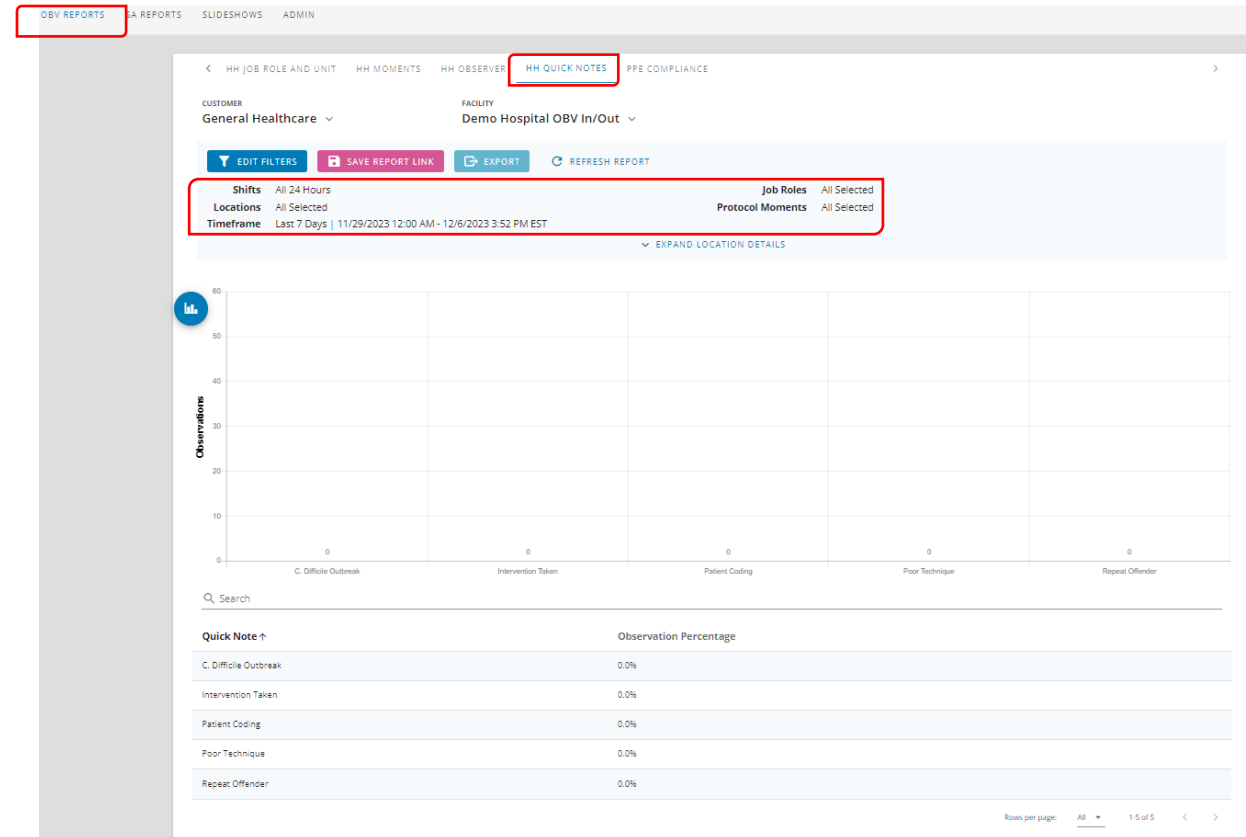 OBV REPORTS SA REPORTS SLIDESHOWS ADMIN
HH JOB ROLE AND UNIT HH MOMENTS HH OBSERVER HH QUICK NOTES PPE COMPLIANCE
CUSTOMER FACILITY
General Healthcare Demo Hospital OBV In/Out
EDIT FILTERS SAVE REPORT LINK EXPORT REFRESH REPORT
Shifts All 24 Hours Job Roles All Selected
Locations All Selected Protocol Moments All Selected
Timeframe Last 7 Days | 11/29/2023 12:00 AM - 12/6/2023 3:52 PM EST
EXPAND LOCATION DETAILS
60
50
40
Observations
30
20
10
0 0 0 0 0
0
C. Difficile Outbreak Intervention Taken Patient Coding Poor Technique Repeat Offender
Search
Quick Note ↑ Observation Percentage
C. Difficile Outbreak 0.0%
Intervention Taken 0.0%
Patient Coding 0.0%
Poor Technique 0.0%
Repeat Offender 0.0%
Rows per page: All 1-5 of 5